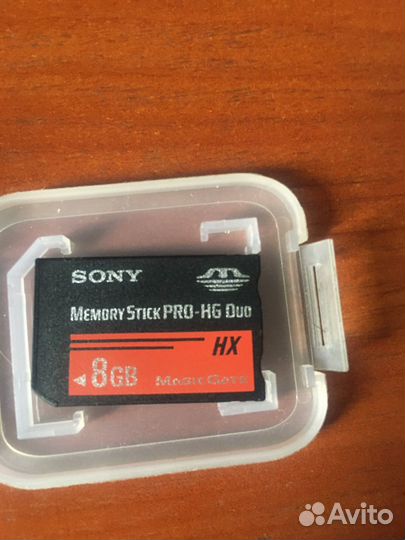 SONY
MEMORY STICK PRO-HG DUO
HX
8GB
MAGICGATE
Avito